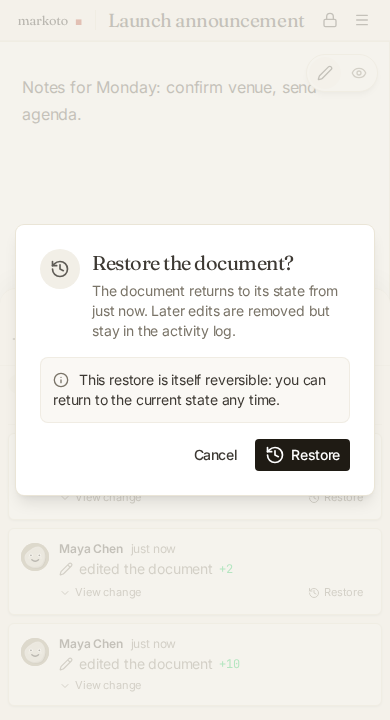 markoto
Launch announcement
Notes for Monday: confirm venue, send
agenda.
Restore the document?
The document returns to its state from
just now. Later edits are removed but
stay in the activity log.
This restore is itself reversible: you can
return to the current state any time.
Cancel
Restore
View change
Restore
Maya Chen just now
edited the document +2
View change
Restore
Maya Chen just now
edited the document +10
View change